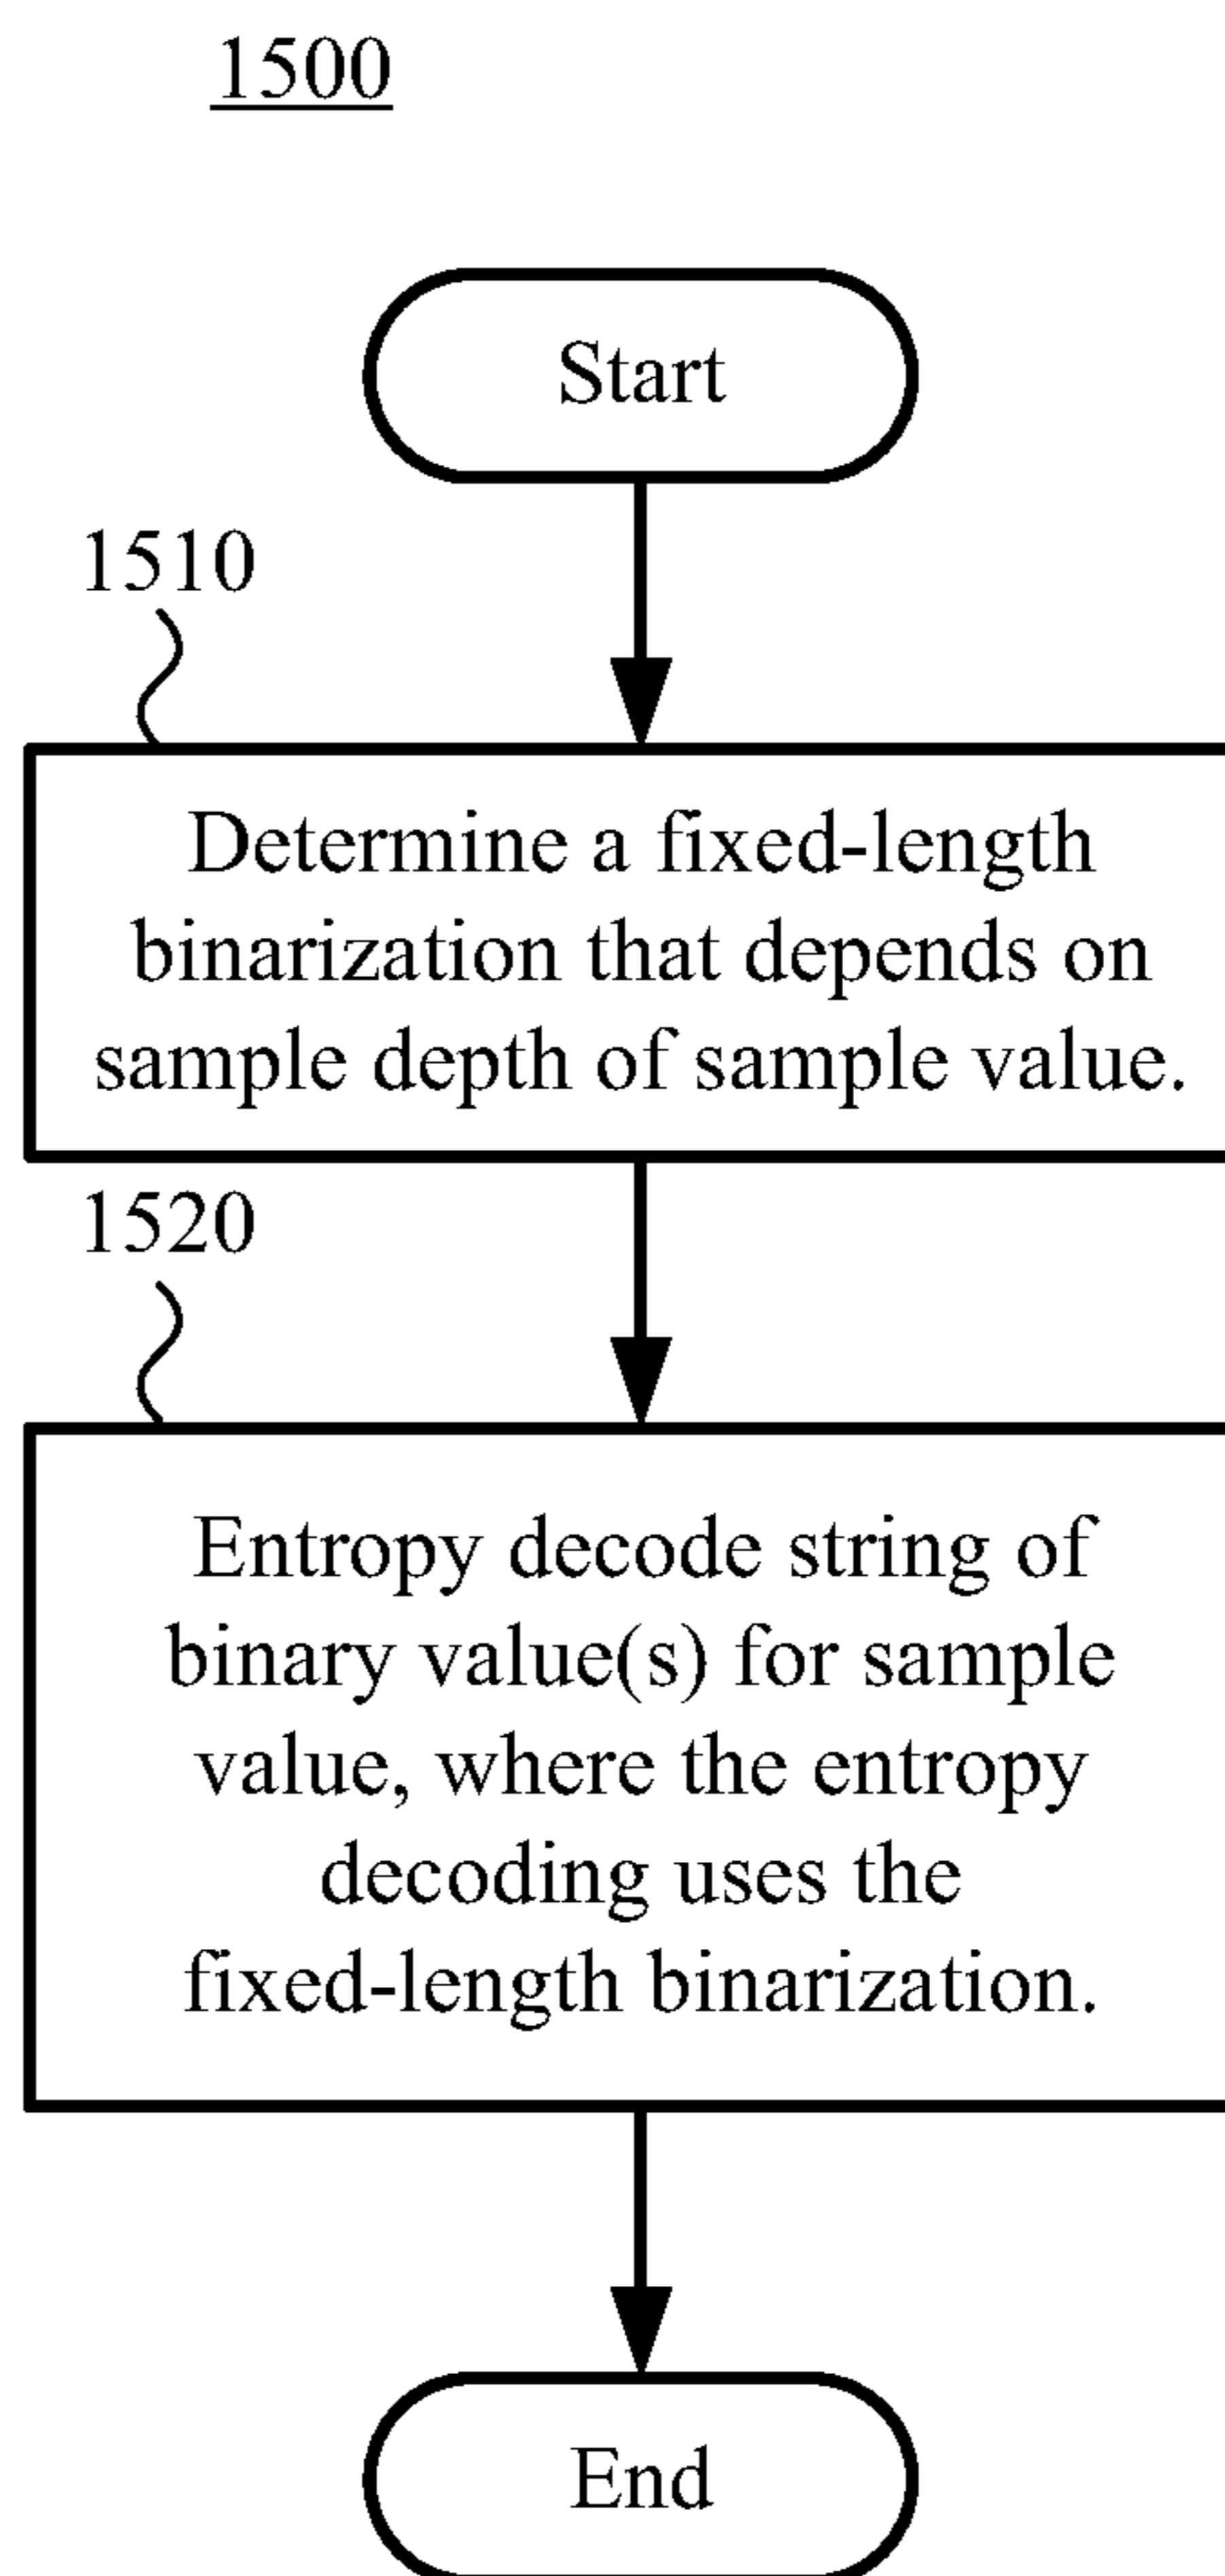 1500
Start
1510
Determine a fixed-length
binarization that depends on
sample depth of sample value.
1520
Entropy decode string of
binary value(s) for sample
value, where the entropy
decoding uses the
fixed-length binarization.
End